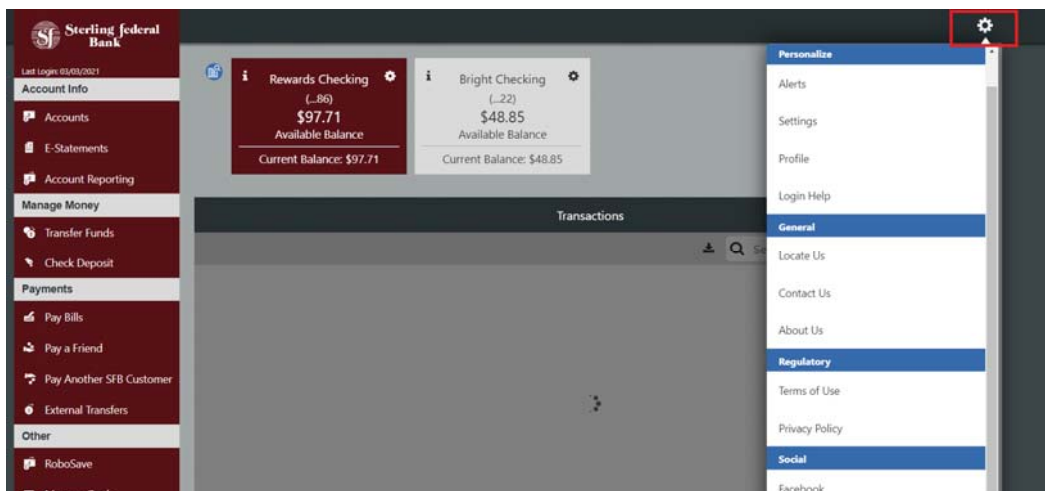 Sterling federal
Bank
Last Login: 03/03/2021
Account Info
Accounts
E-Statements
Account Reporting
Manage Money
Transfer Funds
Check Deposit
Payments
Pay Bills
Pay a Friend
Pay Another SFB Customer
External Transfers
Other
RoboSave
Rewards Checking
(...86)
$97.71
Available Balance
Current Balance: $97.71
Bright Checking
(...22)
$48.85
Available Balance
Current Balance: $48.85
Transactions
Personalize
Alerts
Settings
Profile
Login Help
General
Locate Us
Contact Us
About Us
Regulatory
Terms of Use
Privacy Policy
Social
Facebook